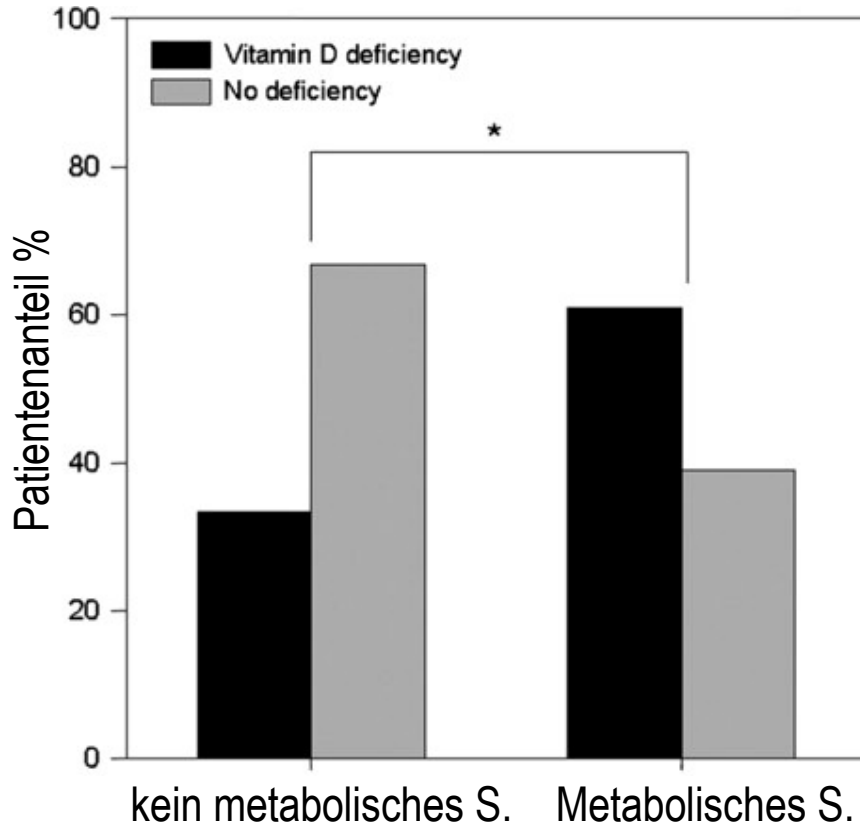 100
Vitamin D deficiency
No deficiency
*
80
Patientenanteil %
60
40
20
0
kein metabolisches S. Metabolisches S.